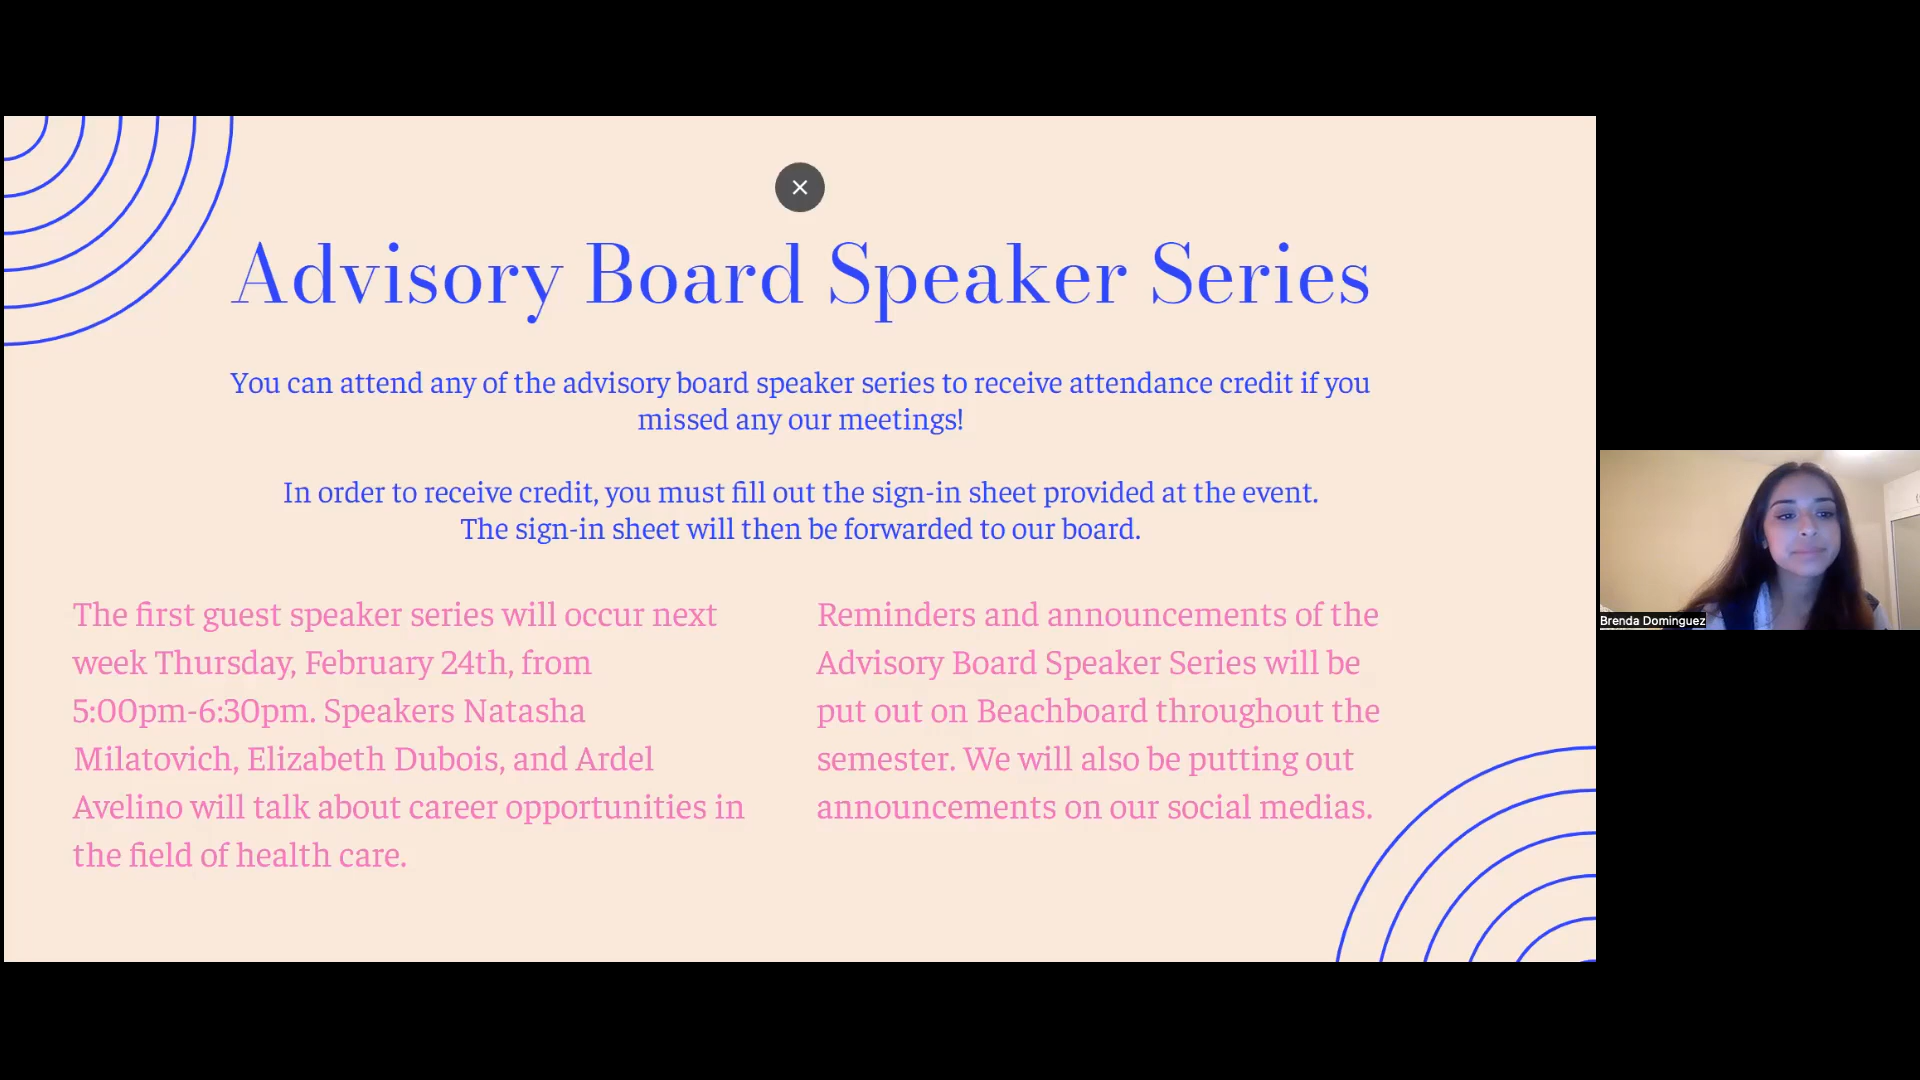 Advisory Board Speaker Series
You can attend any of the advisory board speaker series to receive attendance credit if you
missed any our meetings!
In order to receive credit, you must fill out the sign-in sheet provided at the event.
The sign-in sheet will then be forwarded to our board.
The first guest speaker series will occur next
week Thursday, February 24th, from
5:00pm-6:30pm. Speakers Natasha
Milatovich, Elizabeth Dubois, and Ardel
Avelino will talk about career opportunities in
the field of health care.
Reminders and announcements of the
Advisory Board Speaker Series will be
put out on Beachboard throughout the
semester. We will also be putting out
announcements on our social medias.
Brenda Dominguez